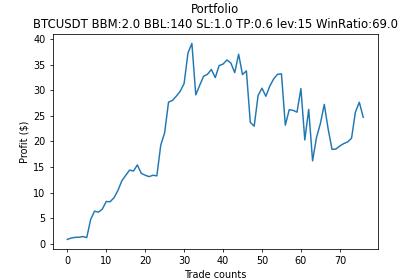 Portfolio
BTCUSDT BBM:2.0 BBL:140 SL:1.0 TP:0.6 lev:15 WinRatio:69.0
40
35
30
25
20
15
10
5
0
Profit ($)
0 10 20 30 40 50 60 70
Trade counts